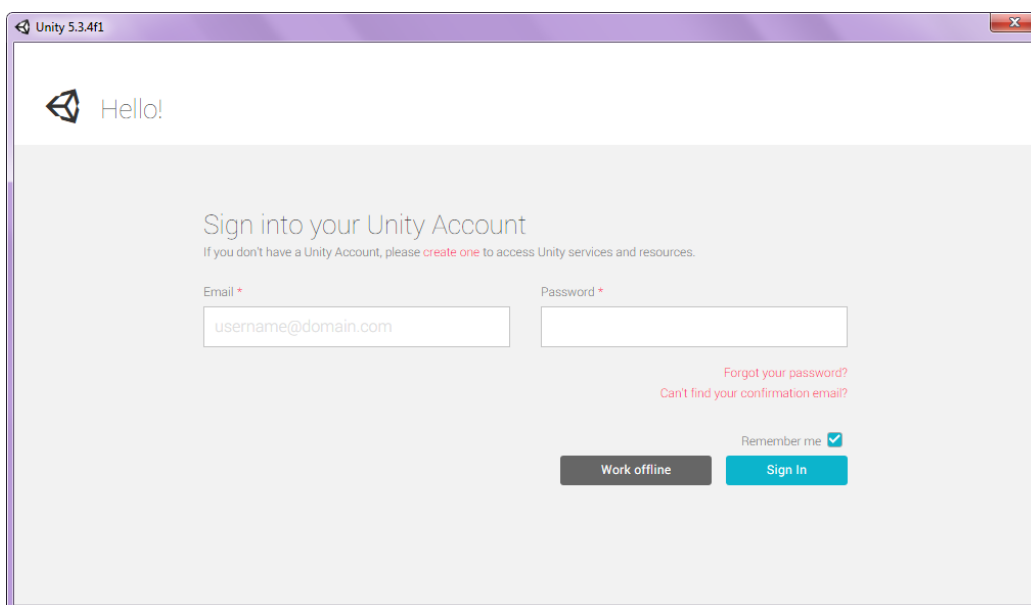 Unity 5.3.4f1
Hello!
Sign into your Unity Account
If you don't have a Unity Account, please create one to access Unity services and resources.
Email *
Password *
username@domain.com
Forgot your password?
Can't find your confirmation email?
Remember me
Work offline
Sign In